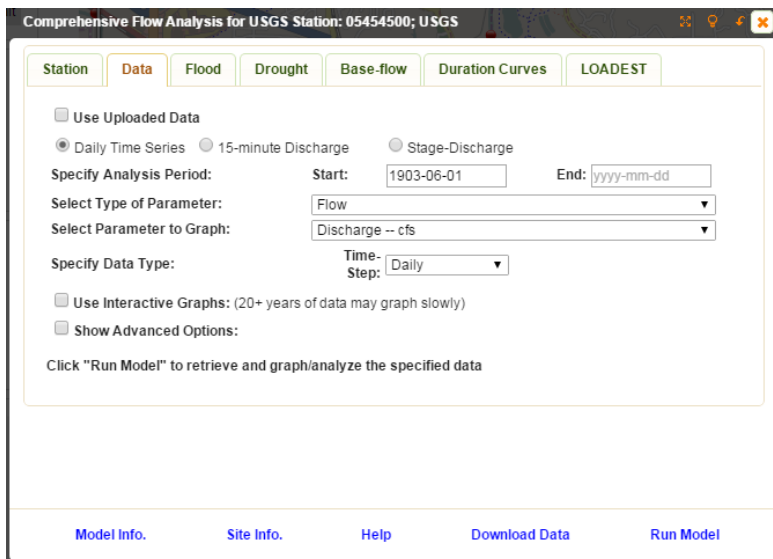 Comprehensive Flow Analysis for USGS Station: 05454500; USGS
Station Data Flood Drought Base-flow Duration Curves LOADEST
Use Uploaded Data
Daily Time Series 15-minute Discharge Stage-Discharge
Specify Analysis Period: Start: 1903-06-01 End: yyyy-mm-dd
Select Type of Parameter: Flow
Select Parameter to Graph: Discharge -- cfs
Specify Data Type: Time-Step: Daily
Use Interactive Graphs: (20+ years of data may graph slowly)
Show Advanced Options:
Click "Run Model" to retrieve and graph/analyze the specified data
Model Info. Site Info. Help Download Data Run Model